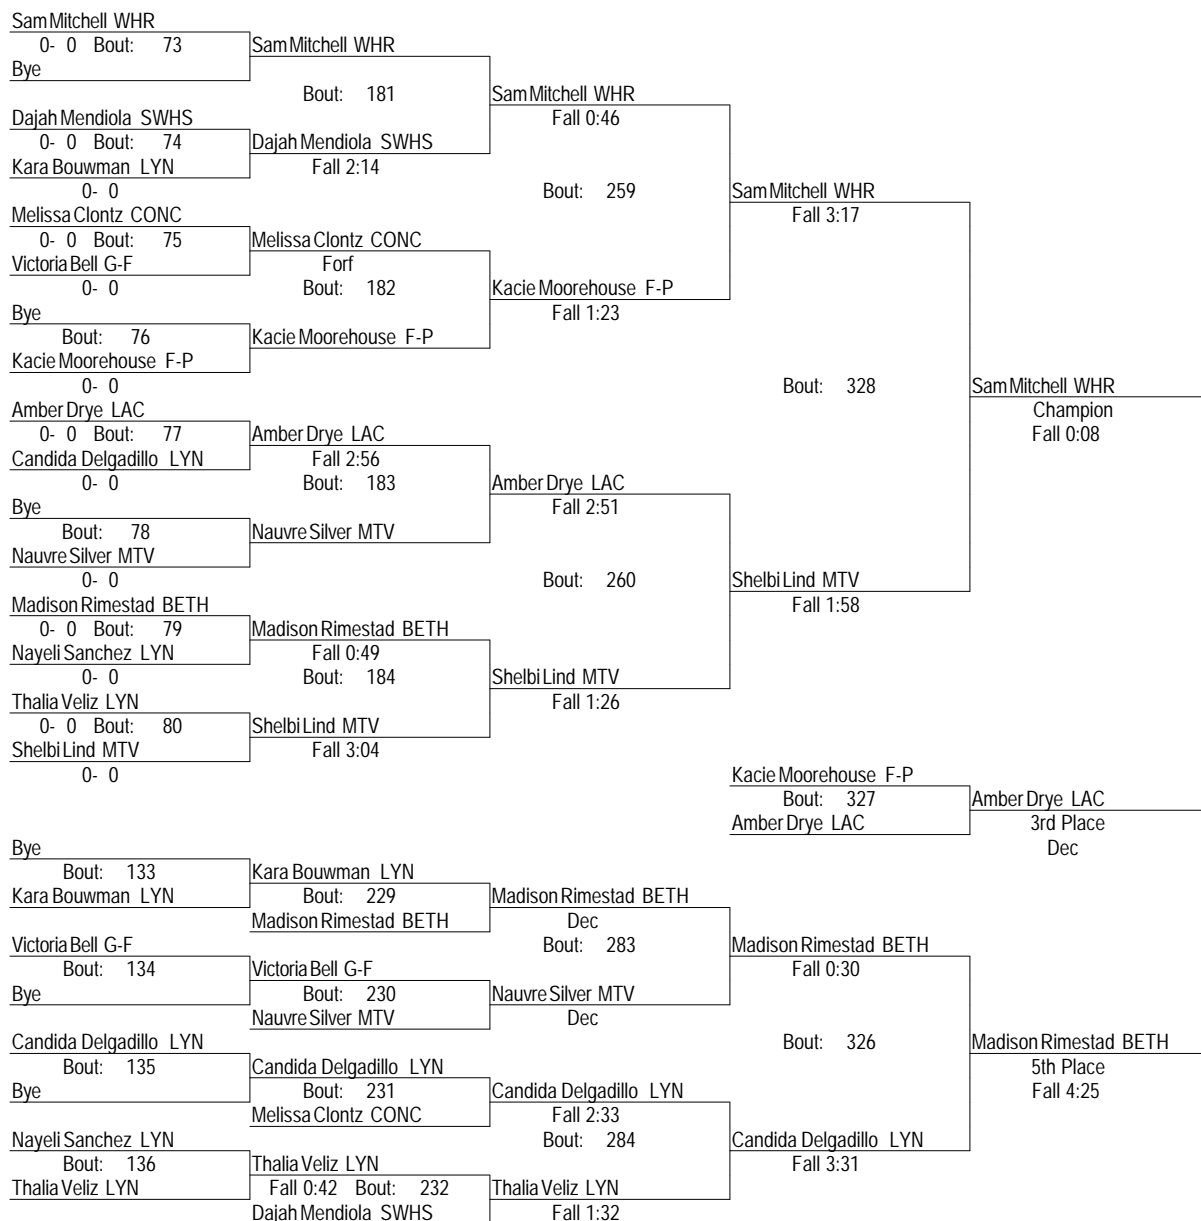 Sam Mitchell WHR
0- 0 Bout: 73 Sam Mitchell WHR
Bye
Bout: 181 Sam Mitchell WHR
Dajah Mendiola SWHS Fall 0:46
0- 0 Bout: 74 Dajah Mendiola SWHS
Kara Bouwman LYN Fall 2:14
0- 0 Bout: 259 Sam Mitchell WHR
Melissa Clontz CONC Fall 3:17
0- 0 Bout: 75 Melissa Clontz CONC
Victoria Bell G-F Forf
0- 0 Bout: 182 Kacie Moorehouse F-P
Bye Fall 1:23
Bout: 76 Kacie Moorehouse F-P
Kacie Moorehouse F-P
0- 0 Bout: 328 Sam Mitchell WHR
Amber Drye LAC Champion
0- 0 Bout: 77 Amber Drye LAC Fall 0:08
Candida Delgadillo LYN Fall 2:56
0- 0 Bout: 183 Amber Drye LAC
Bye Fall 2:51
Bout: 78 Nauvre Silver MTV
Nauvre Silver MTV
0- 0 Bout: 260 Shelbi Lind MTV
Madison Rimestad BETH Fall 1:58
0- 0 Bout: 79 Madison Rimestad BETH
Nayeli Sanchez LYN Fall 0:49
0- 0 Bout: 184 Shelbi Lind MTV
Thalia Veliz LYN Fall 1:26
0- 0 Bout: 80 Shelbi Lind MTV
Shelbi Lind MTV Fall 3:04
0- 0 Kacie Moorehouse F-P
Bout: 327 Amber Drye LAC
Amber Drye LAC 3rd Place
Bye Dec
Bout: 133 Kara Bouwman LYN
Kara Bouwman LYN Bout: 229 Madison Rimestad BETH
Madison Rimestad BETH Dec
Victoria Bell G-F Bout: 283 Madison Rimestad BETH
Bout: 134 Victoria Bell G-F Fall 0:30
Bye Bout: 230 Nauvre Silver MTV
Nauvre Silver MTV Dec
Candida Delgadillo LYN Bout: 326 Madison Rimestad BETH
Bout: 135 Candida Delgadillo LYN 5th Place
Bye Bout: 231 Candida Delgadillo LYN Fall 4:25
Melissa Clontz CONC Fall 2:33
Nayeli Sanchez LYN Bout: 284 Candida Delgadillo LYN
Bout: 136 Thalia Veliz LYN Fall 3:31
Thalia Veliz LYN Fall 0:42 Bout: 232 Thalia Veliz LYN
Dajah Mendiola SWHS Fall 1:32